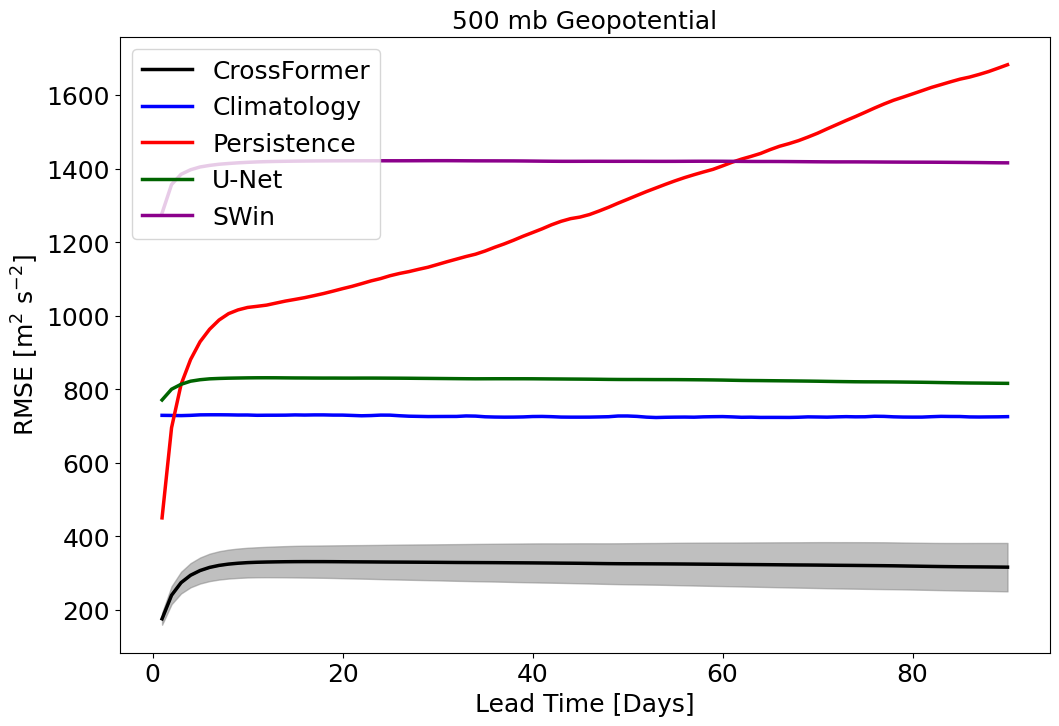 500 mb Geopotential
CrossFormer
Climatology
Persistence
U-Net
SWin
RMSE [m² s⁻²]
1600
1400
1200
1000
800
600
400
200
0 20 40 60 80
Lead Time [Days]